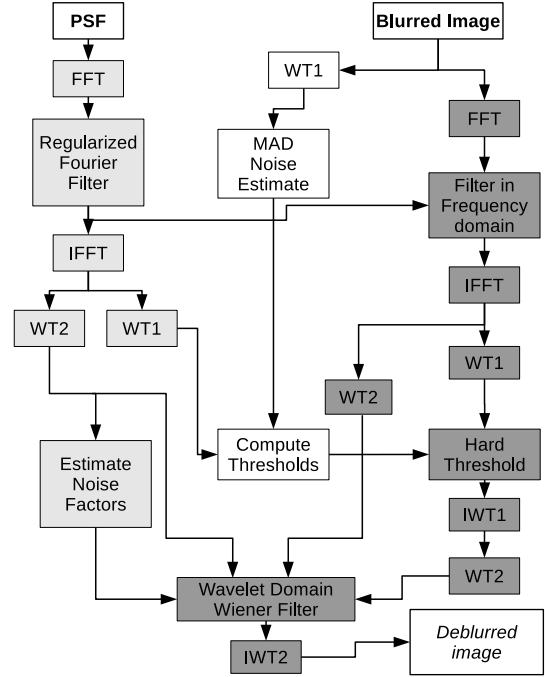 PSF
Blurred Image
WT1
FFT
FFT
Regularized
Fourier
Filter
MAD
Noise
Estimate
Filter in
Frequency
domain
IFFT
IFFT
WT2
WT1
WT1
WT2
Compute
Thresholds
Hard
Threshold
Estimate
Noise
Factors
IWT1
WT2
Wavelet Domain
Wiener Filter
IWT2
Deblurred
image